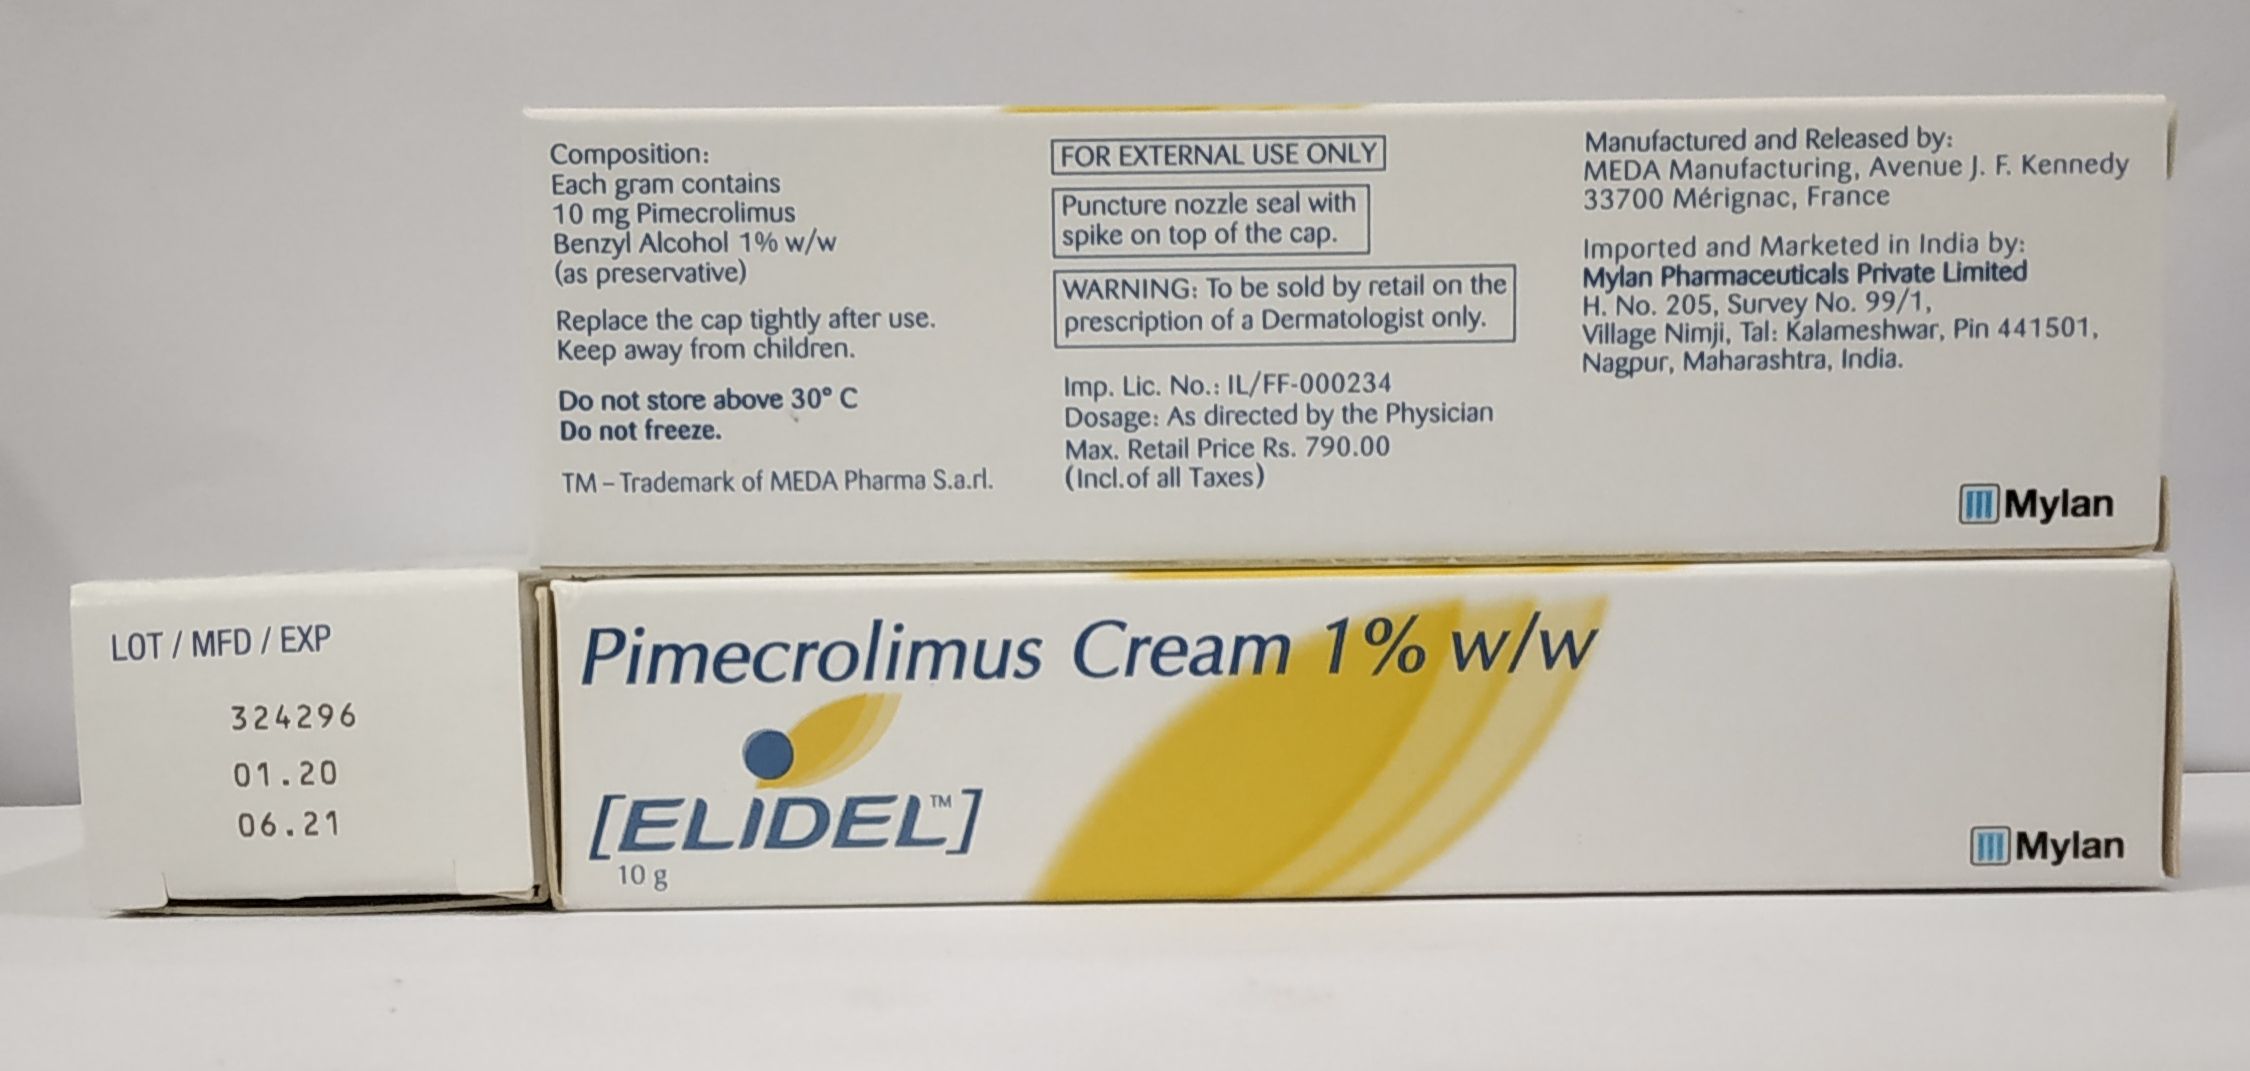 Composition:
Each gram contains
10 mg Pimecrolimus
Benzyl Alcohol 1% w/w
(as preservative)
Replace the cap tightly after use.
Keep away from children.
Do not store above 30° C
Do not freeze.
TM – Trademark of MEDA Pharma S.a.rl.
FOR EXTERNAL USE ONLY
Puncture nozzle seal with
spike on top of the cap.
WARNING: To be sold by retail on the
prescription of a Dermatologist only.
Imp. Lic. No.: IL/FF-000234
Dosage: As directed by the Physician
Max. Retail Price Rs. 790.00
(Incl.of all Taxes)
Manufactured and Released by:
MEDA Manufacturing, Avenue J. F. Kennedy
33700 Mérignac, France
Imported and Marketed in India by:
Mylan Pharmaceuticals Private Limited
H. No. 205, Survey No. 99/1,
Village Nimji, Tal: Kalameshwar, Pin 441501,
Nagpur, Maharashtra, India.
Mylan
LOT / MFD / EXP
324296
01.20
06.21
Pimecrolimus Cream 1% w/w
[ELIDEL™]
10 g
Mylan